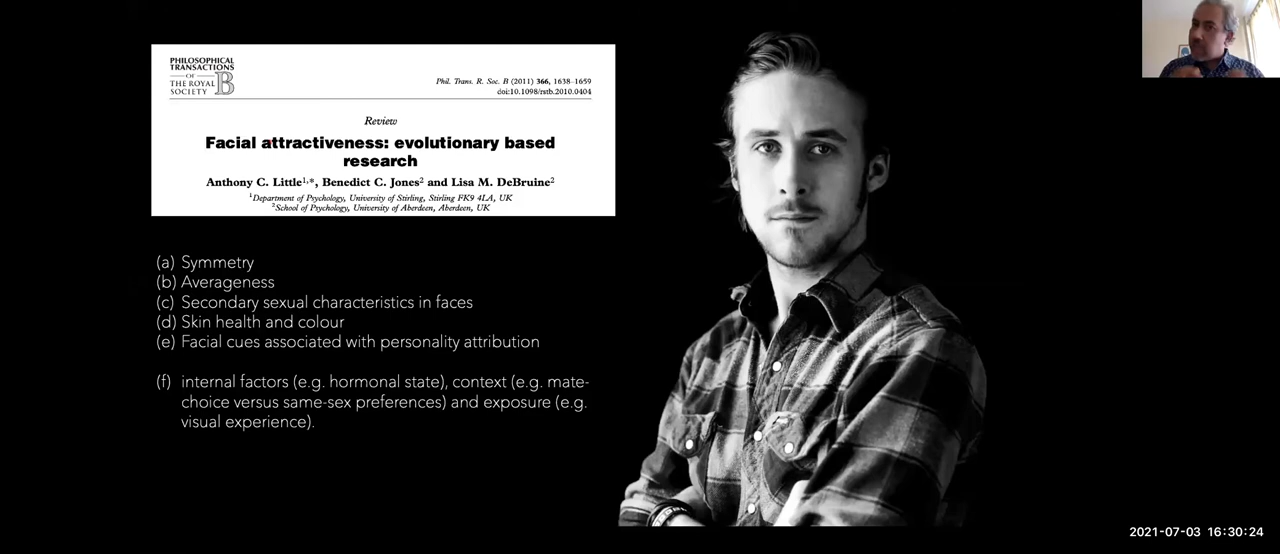 PHILOSOPHICAL
TRANSACTIONS
OF
THE ROYAL
SOCIETY B
Phil. Trans. R. Soc. B (2011) 366, 1638–1659
doi:10.1098/rstb.2010.0404
Review
Facial attractiveness: evolutionary based
research
Anthony C. Little1,*, Benedict C. Jones2 and Lisa M. DeBruine2
1Department of Psychology, University of Stirling, Stirling FK9 4LA, UK
2School of Psychology, University of Aberdeen, Aberdeen, UK
(a) Symmetry
(b) Averageness
(c) Secondary sexual characteristics in faces
(d) Skin health and colour
(e) Facial cues associated with personality attribution
(f) internal factors (e.g. hormonal state), context (e.g. mate-
choice versus same-sex preferences) and exposure (e.g.
visual experience).
2021-07-03 16:30:24